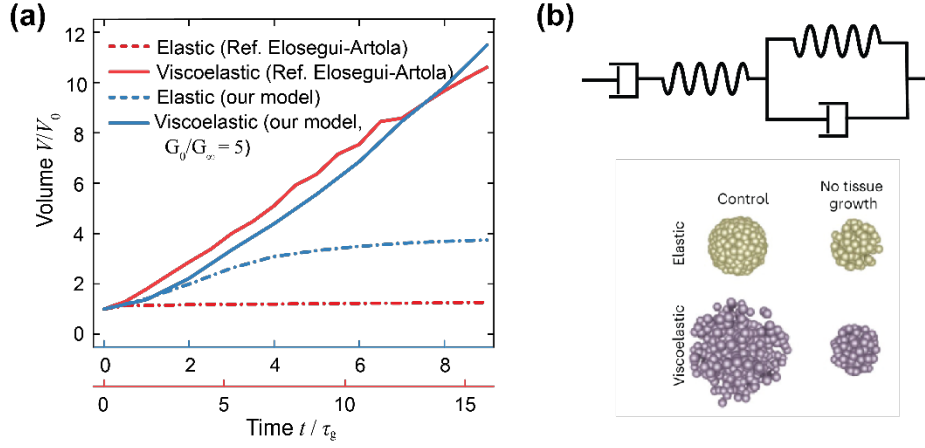 (a)
12
10
8
6
4
2
0
Volume V/V₀
Elastic (Ref. Elosegui-Artola)
Viscoelastic (Ref. Elosegui-Artola)
Elastic (our model)
Viscoelastic (our model,
G₀/G∞ = 5)
0 2 4 6 8
0 5 10 15
Time t / τg
(b)
Control
No tissue
growth
Elastic
Viscoelastic